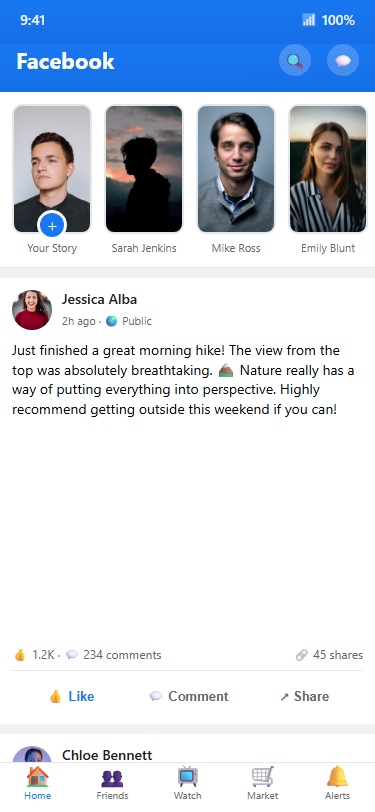 9:41
100%
Facebook
Your Story
Sarah Jenkins
Mike Ross
Emily Blunt
Jessica Alba
2h ago · Public
Just finished a great morning hike! The view from the
top was absolutely breathtaking. ⛰️ Nature really has a
way of putting everything into perspective. Highly
recommend getting outside this weekend if you can!
👍 1.2K · 💬 234 comments
🔗 45 shares
👍 Like
💬 Comment
↗ Share
Chloe Bennett
Home
Friends
Watch
Market
Alerts